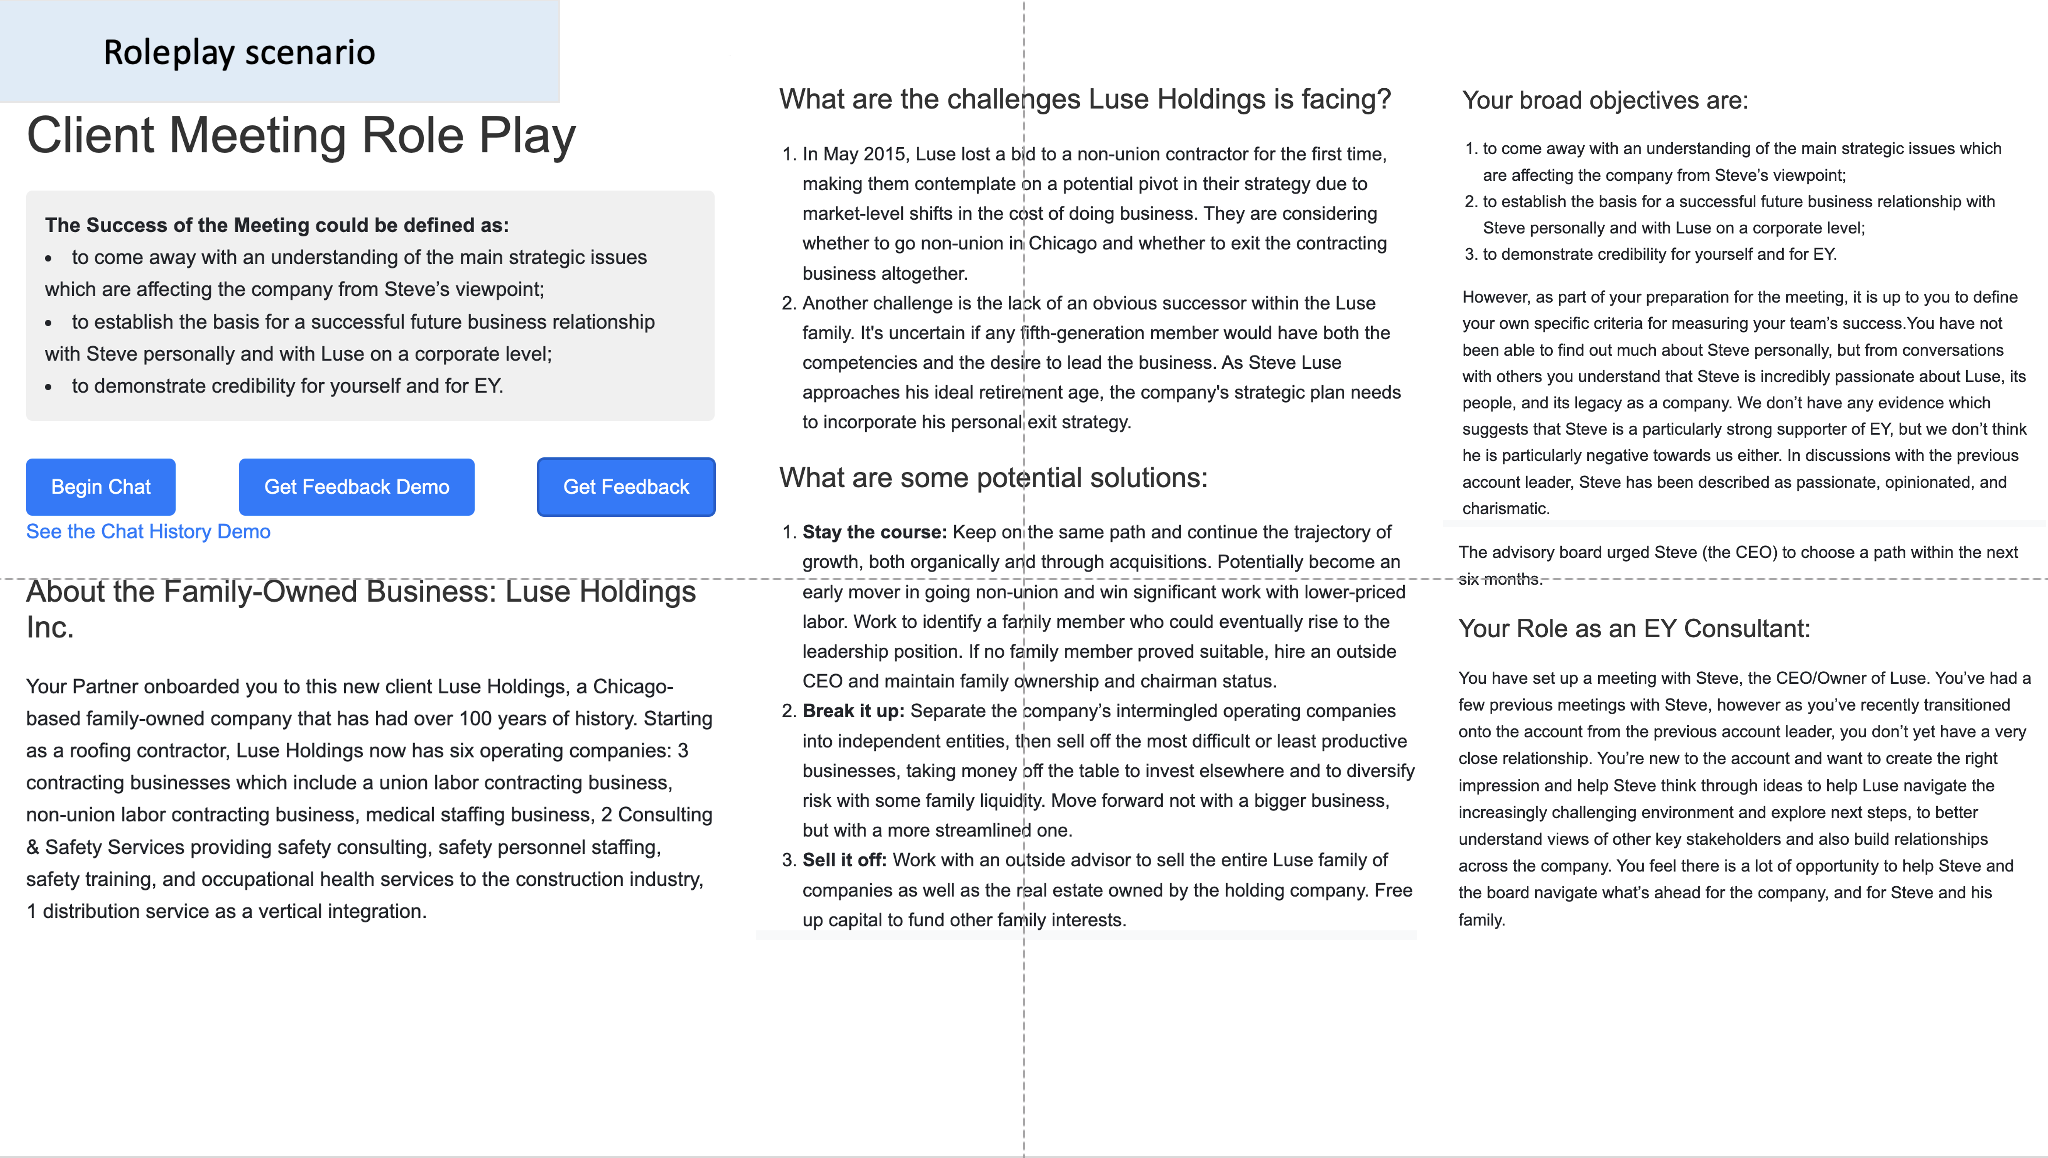 Roleplay scenario
Client Meeting Role Play
The Success of the Meeting could be defined as:
• to come away with an understanding of the main strategic issues
which are affecting the company from Steve’s viewpoint;
• to establish the basis for a successful future business relationship
with Steve personally and with Luse on a corporate level;
• to demonstrate credibility for yourself and for EY.
Begin Chat
Get Feedback Demo
Get Feedback
See the Chat History Demo
About the Family-Owned Business: Luse Holdings
Inc.
Your Partner onboarded you to this new client Luse Holdings, a Chicago-
based family-owned company that has had over 100 years of history. Starting
as a roofing contractor, Luse Holdings now has six operating companies: 3
contracting businesses which include a union labor contracting business,
non-union labor contracting business, medical staffing business, 2 Consulting
& Safety Services providing safety consulting, safety personnel staffing,
safety training, and occupational health services to the construction industry,
1 distribution service as a vertical integration.
What are the challenges Luse Holdings is facing?
1. In May 2015, Luse lost a bid to a non-union contractor for the first time,
making them contemplate on a potential pivot in their strategy due to
market-level shifts in the cost of doing business. They are considering
whether to go non-union in Chicago and whether to exit the contracting
business altogether.
2. Another challenge is the lack of an obvious successor within the Luse
family. It's uncertain if any fifth-generation member would have both the
competencies and the desire to lead the business. As Steve Luse
approaches his ideal retirement age, the company's strategic plan needs
to incorporate his personal exit strategy.
What are some potential solutions:
1. Stay the course: Keep on the same path and continue the trajectory of
growth, both organically and through acquisitions. Potentially become an
early mover in going non-union and win significant work with lower-priced
labor. Work to identify a family member who could eventually rise to the
leadership position. If no family member proved suitable, hire an outside
CEO and maintain family ownership and chairman status.
2. Break it up: Separate the company’s intermingled operating companies
into independent entities, then sell off the most difficult or least productive
businesses, taking money off the table to invest elsewhere and to diversify
risk with some family liquidity. Move forward not with a bigger business,
but with a more streamlined one.
3. Sell it off: Work with an outside advisor to sell the entire Luse family of
companies as well as the real estate owned by the holding company. Free
up capital to fund other family interests.
Your broad objectives are:
1. to come away with an understanding of the main strategic issues which
are affecting the company from Steve’s viewpoint;
2. to establish the basis for a successful future business relationship with
Steve personally and with Luse on a corporate level;
3. to demonstrate credibility for yourself and for EY.
However, as part of your preparation for the meeting, it is up to you to define
your own specific criteria for measuring your team’s success.You have not
been able to find out much about Steve personally, but from conversations
with others you understand that Steve is incredibly passionate about Luse, its
people, and its legacy as a company. We don’t have any evidence which
suggests that Steve is a particularly strong supporter of EY, but we don’t think
he is particularly negative towards us either. In discussions with the previous
account leader, Steve has been described as passionate, opinionated, and
charismatic.
The advisory board urged Steve (the CEO) to choose a path within the next
six months.
Your Role as an EY Consultant:
You have set up a meeting with Steve, the CEO/Owner of Luse. You’ve had a
few previous meetings with Steve, however as you’ve recently transitioned
onto the account from the previous account leader, you don’t yet have a very
close relationship. You’re new to the account and want to create the right
impression and help Steve think through ideas to help Luse navigate the
increasingly challenging environment and explore next steps, to better
understand views of other key stakeholders and also build relationships
across the company. You feel there is a lot of opportunity to help Steve and
the board navigate what’s ahead for the company, and for Steve and his
family.